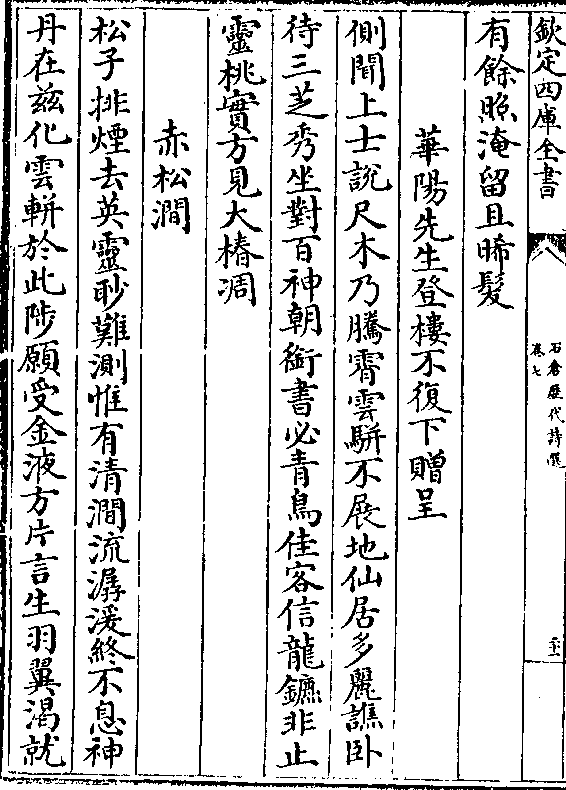 欽定四庫全書
石倉歷代詩選
卷七
有餘照淹留且晞髮
華陽先生登樓不復下贈呈
側聞上士說尺木乃騰霄雲駢不展地仙居多麗譙卧
待三芝秀坐對百神朝銜書必青鳥佳客信龍鑣非止
靈桃實方見大椿凋
赤松澗
松子排煙去英靈眇難測惟有清澗流潺湲終不息神
丹在兹化雲軿於此陟願受金液方片言生羽翼渴就